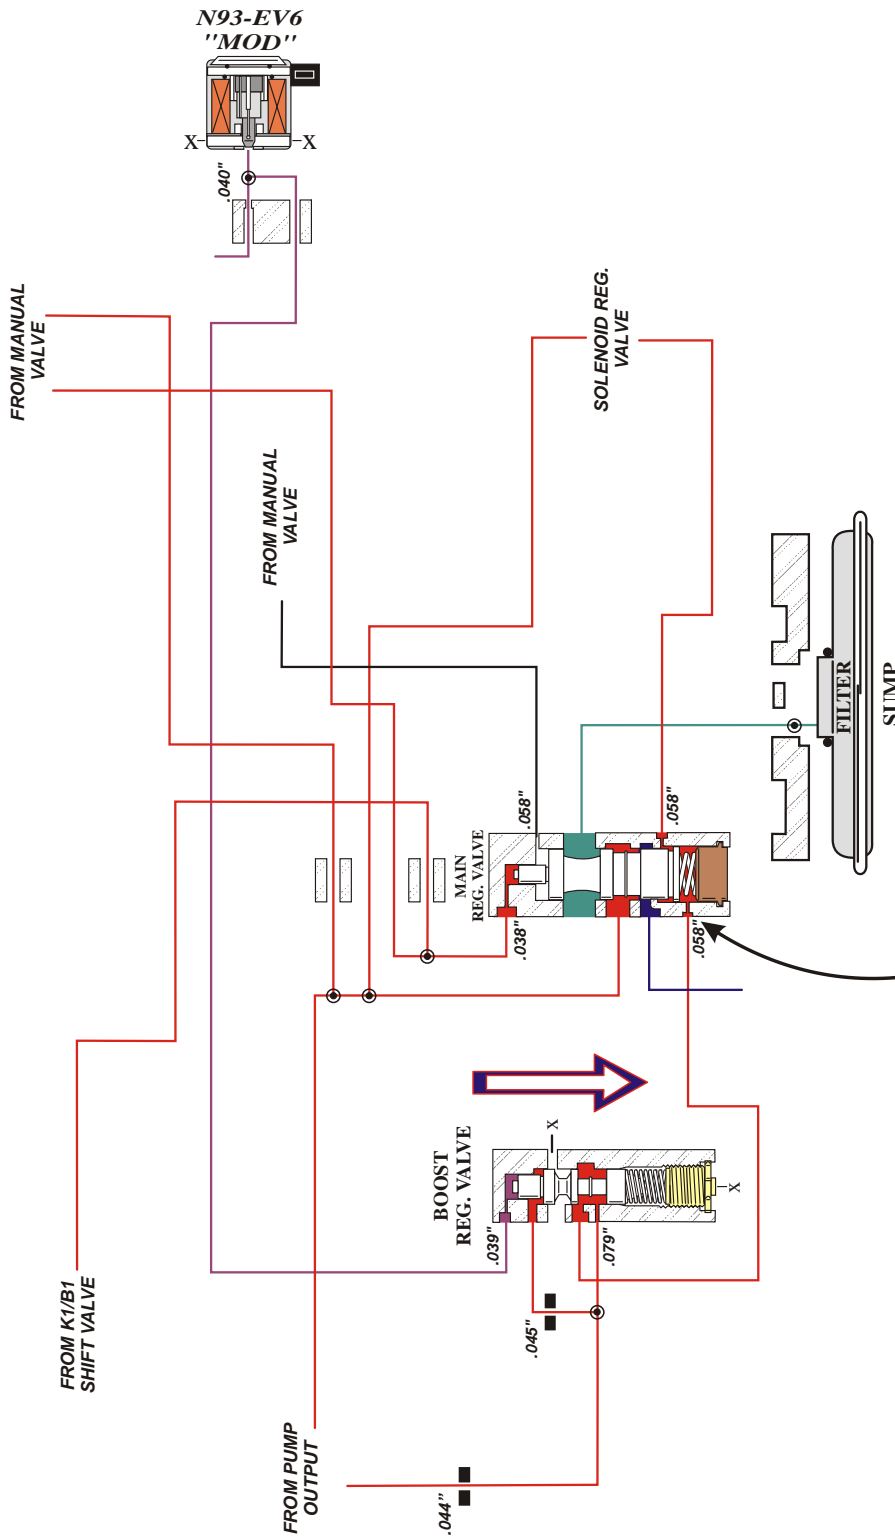 N93-EV6
"MOD"
X
X
.040"
FROM MANUAL
VALVE
SOLENOID REG.
VALVE
FROM MANUAL
VALVE
FILTER
SUMP
.058"
.058"
MAIN
REG. VALVE
.038"
.058"
BOOST
REG. VALVE
X
X
.039"
.079"
.045"
FROM K1/B1
SHIFT VALVE
FROM PUMP
OUTPUT
.044"